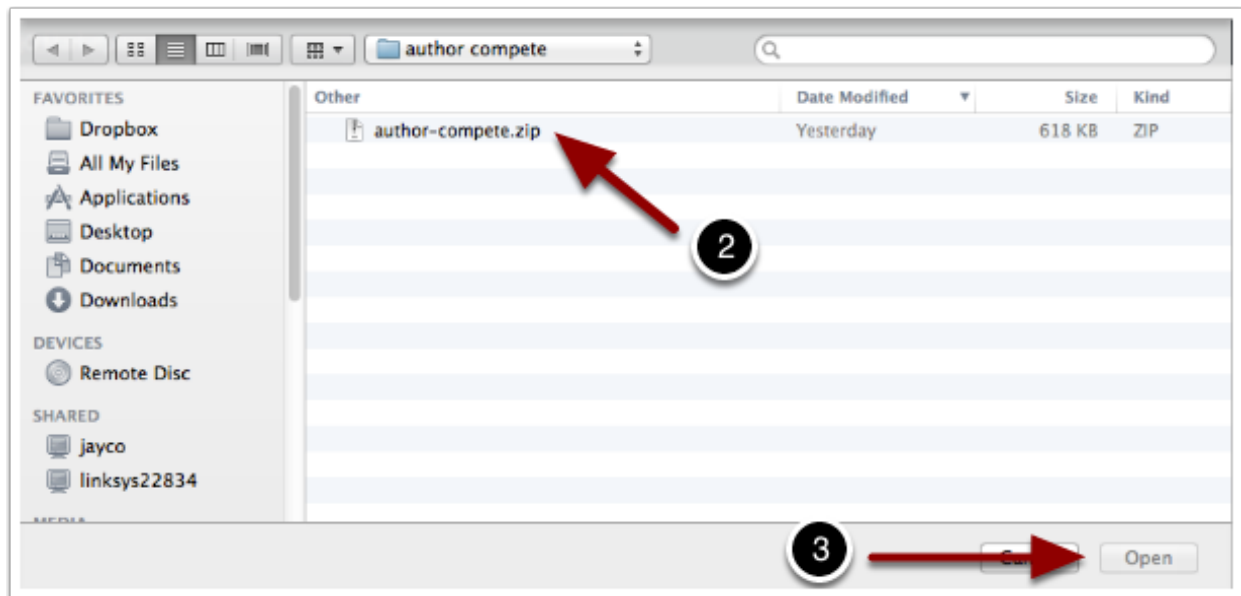 author compete
FAVORITES
Dropbox
All My Files
Applications
Desktop
Documents
Downloads
DEVICES
Remote Disc
SHARED
jayco
linksys22834
Other Date Modified Size Kind
author-compete.zip Yesterday 618 KB ZIP
2
3
Open